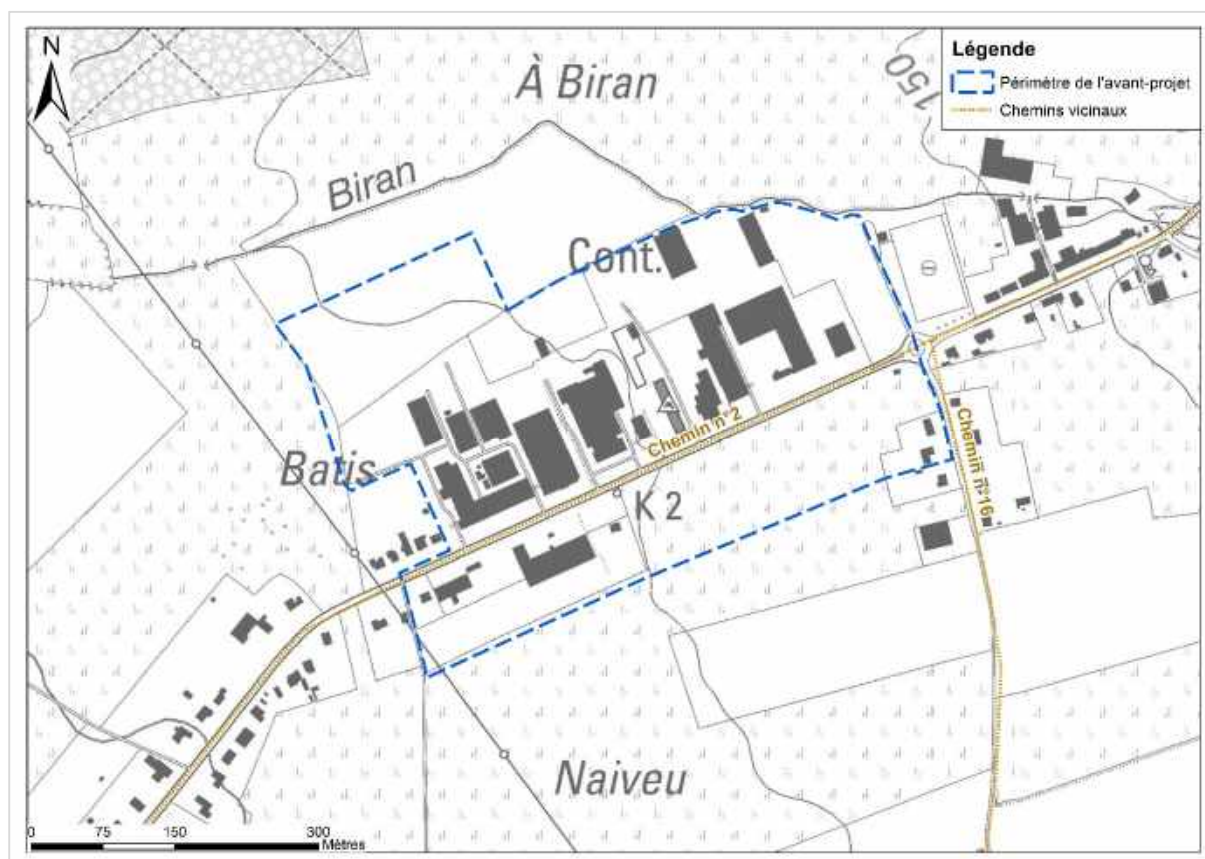 N
Légende
Périmètre de l'avant-projet
Chemins vicinaux
À Biran
150
Biran
Cont.
Chemin n°2
Batis
K 2
Chemin n°16
Naiveu
0 75 150 300
Mètres